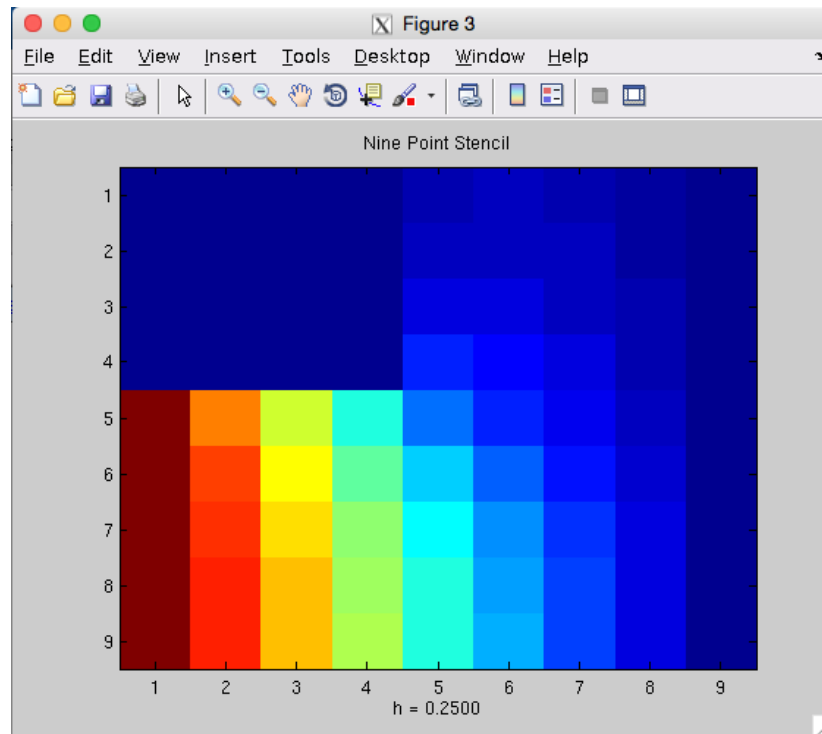 Figure 3
File Edit View Insert Tools Desktop Window Help
Nine Point Stencil
1
2
3
4
5
6
7
8
9
1 2 3 4 5 6 7 8 9
h = 0.2500